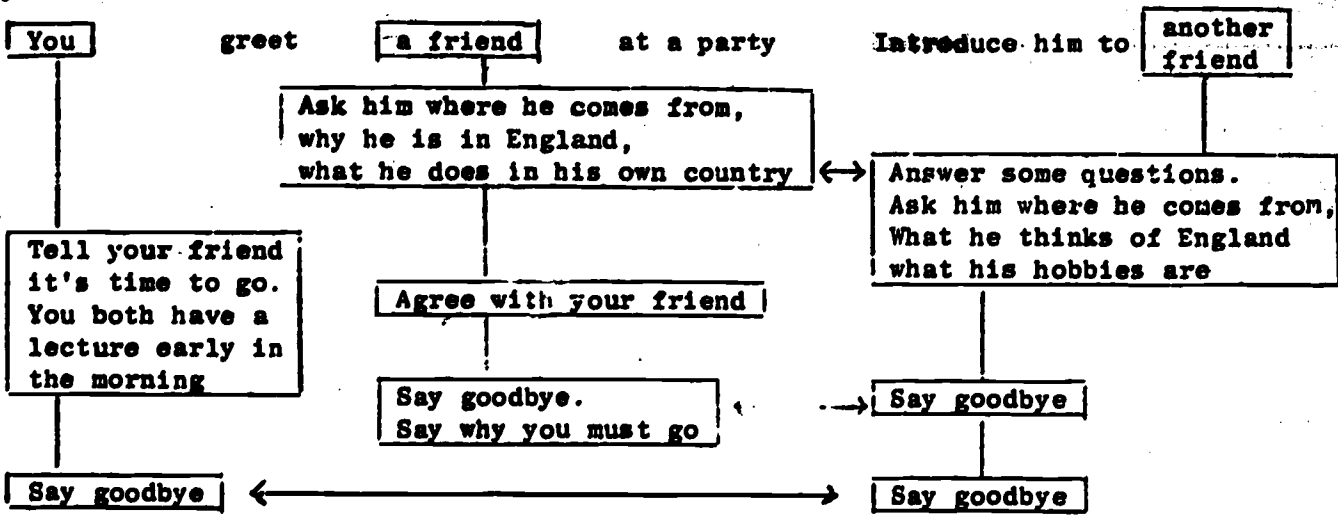 You greet a friend at a party Introduce him to another
friend
Ask him where he comes from,
why he is in England,
what he does in his own country
Answer some questions.
Ask him where he comes from,
What he thinks of England
what his hobbies are
Tell your friend
it's time to go.
You both have a
lecture early in
the morning
Agree with your friend
Say goodbye.
Say why you must go
Say goodbye
Say goodbye
Say goodbye